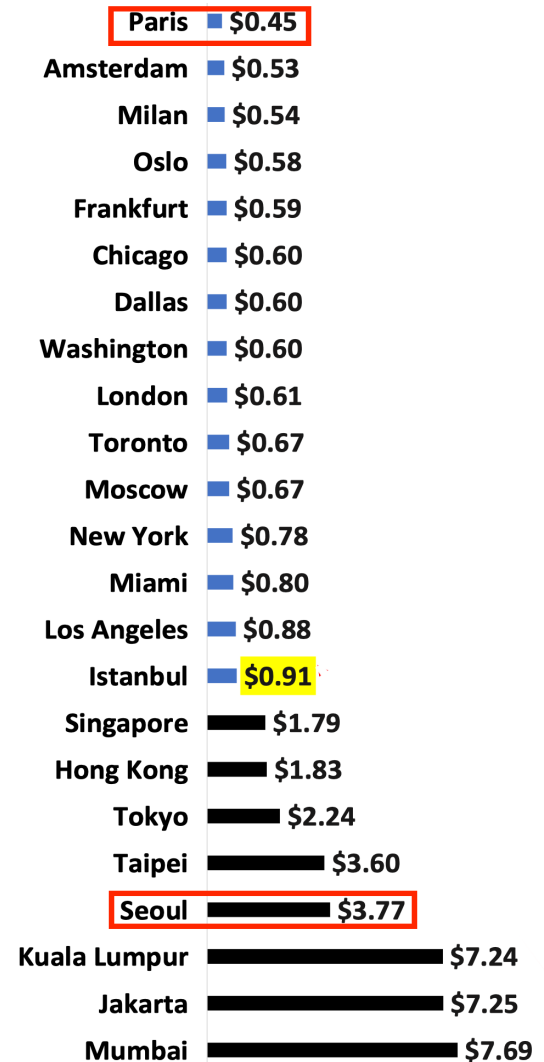 Paris $0.45
Amsterdam $0.53
Milan $0.54
Oslo $0.58
Frankfurt $0.59
Chicago $0.60
Dallas $0.60
Washington $0.60
London $0.61
Toronto $0.67
Moscow $0.67
New York $0.78
Miami $0.80
Los Angeles $0.88
Istanbul $0.91
Singapore $1.79
Hong Kong $1.83
Tokyo $2.24
Taipei $3.60
Seoul $3.77
Kuala Lumpur $7.24
Jakarta $7.25
Mumbai $7.69